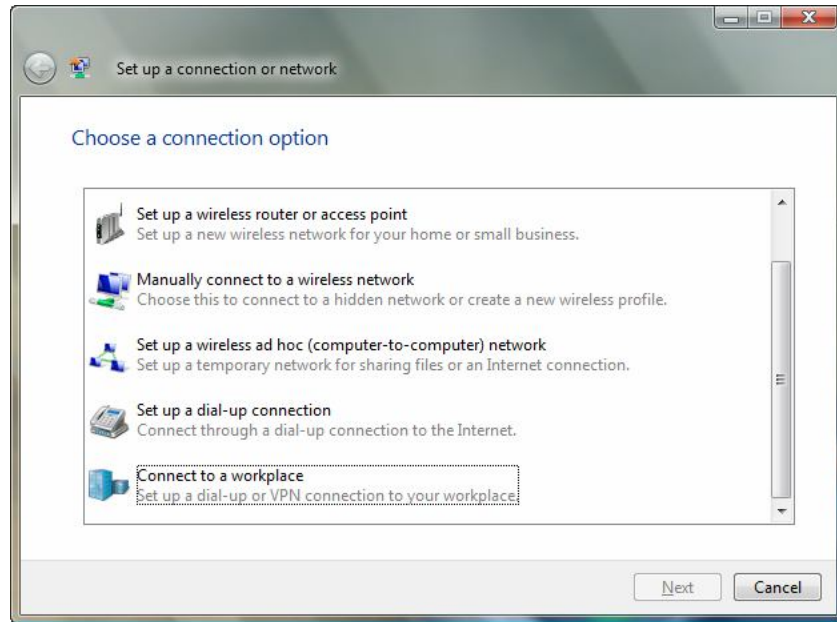 Set up a connection or network
Choose a connection option
Set up a wireless router or access point
Set up a new wireless network for your home or small business.
Manually connect to a wireless network
Choose this to connect to a hidden network or create a new wireless profile.
Set up a wireless ad hoc (computer-to-computer) network
Set up a temporary network for sharing files or an Internet connection.
Set up a dial-up connection
Connect through a dial-up connection to the Internet.
Connect to a workplace
Set up a dial-up or VPN connection to your workplace.
Next
Cancel